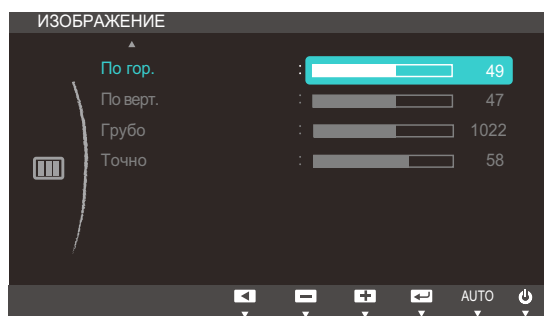 ИЗОБРАЖЕНИЕ
По гор. : 49
По верт. : 47
Грубо : 1022
Точно : 58
AUTO